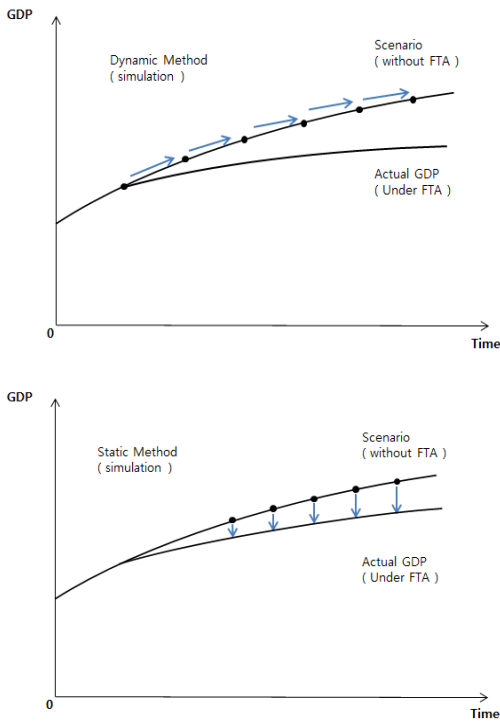 GDP
Dynamic Method
( simulation )
Scenario
( without FTA )
Actual GDP
( Under FTA )
0
Time
GDP
Static Method
( simulation )
Scenario
( without FTA )
Actual GDP
( Under FTA )
0
Time